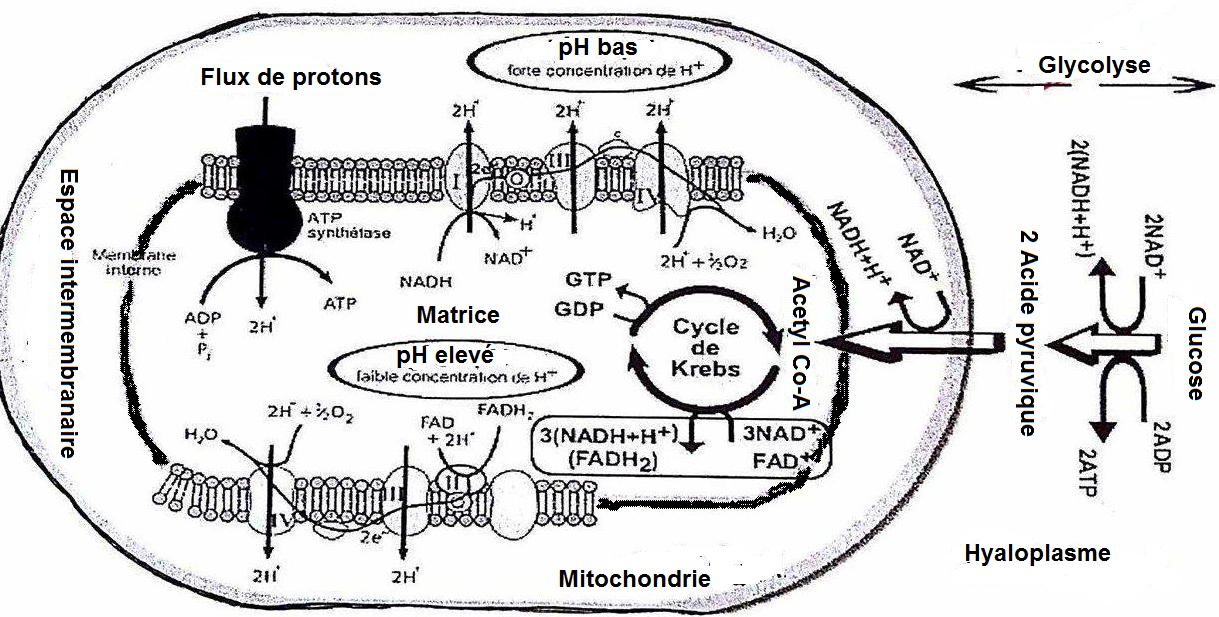 pH bas
forte concentration de H⁺
Flux de protons
Glycolyse
2H⁺
2H⁺
2H⁺
c
I
2e⁻
III
IV
ATP
synthétase
H⁺
NAD⁺
NADH
H₂O
2H⁺+½O₂
Espace intermembranaire
Membrane
interne
ADP
+
Pᵢ
2H⁺
ATP
Matrice
GTP
GDP
Cycle
de
Krebs
Acetyl Co-A
NADH+H⁺
NAD⁺
2 Acide pyruvique
2(NADH+H⁺)
2NAD⁺
Glucose
2ATP
2ADP
pH elevé
faible concentration de H⁺
2H⁺+½O₂
H₂O
FAD
+ 2H⁺
FADH₂
3(NADH+H⁺)
(FADH₂)
3NAD⁺
FAD⁺
IV
III
II
2e⁻
2H⁺
2H⁺
Mitochondrie
Hyaloplasme